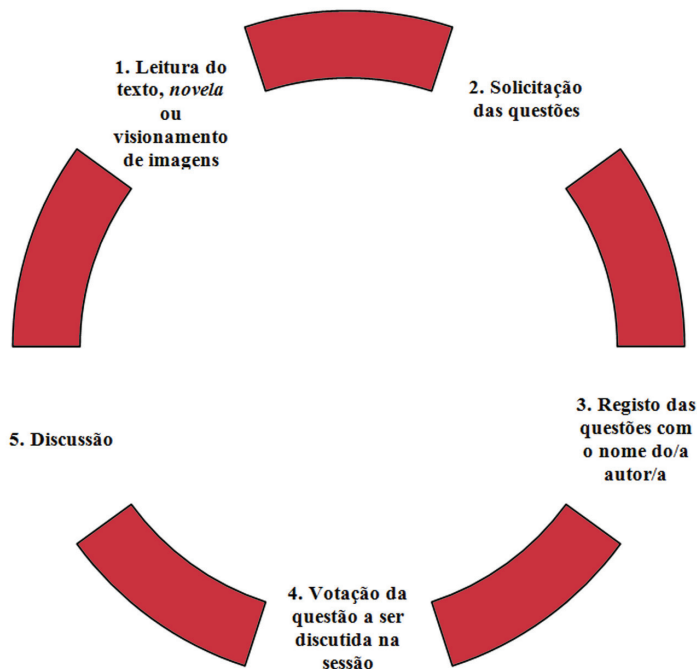 1. Leitura do
texto, novela
ou
visionamento
de imagens
2. Solicitação
das questões
3. Registo das
questões com
o nome do/a
autor/a
4. Votação da
questão a ser
discutida na
sessão
5. Discussão